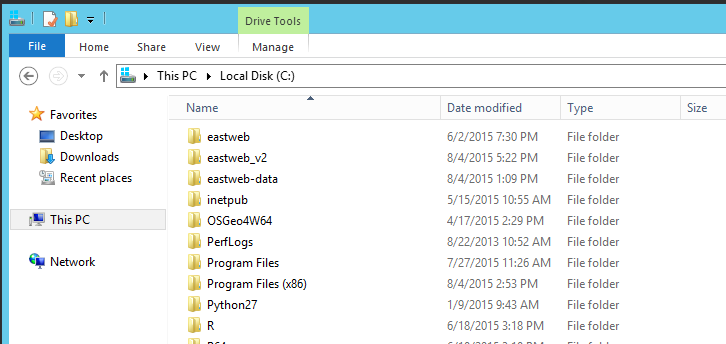 Drive Tools
File Home Share View Manage
This PC Local Disk (C:)
Name Date modified Type Size
Favorites
Desktop
Downloads
Recent places
This PC
Network
eastweb 6/2/2015 7:30 PM File folder
eastweb_v2 8/4/2015 5:22 PM File folder
eastweb-data 8/4/2015 1:09 PM File folder
inetpub 5/15/2015 10:55 AM File folder
OSGeo4W64 4/17/2015 2:29 PM File folder
PerfLogs 8/22/2013 10:52 AM File folder
Program Files 7/27/2015 11:26 AM File folder
Program Files (x86) 8/4/2015 2:53 PM File folder
Python27 1/9/2015 9:43 AM File folder
R 6/18/2015 3:18 PM File folder